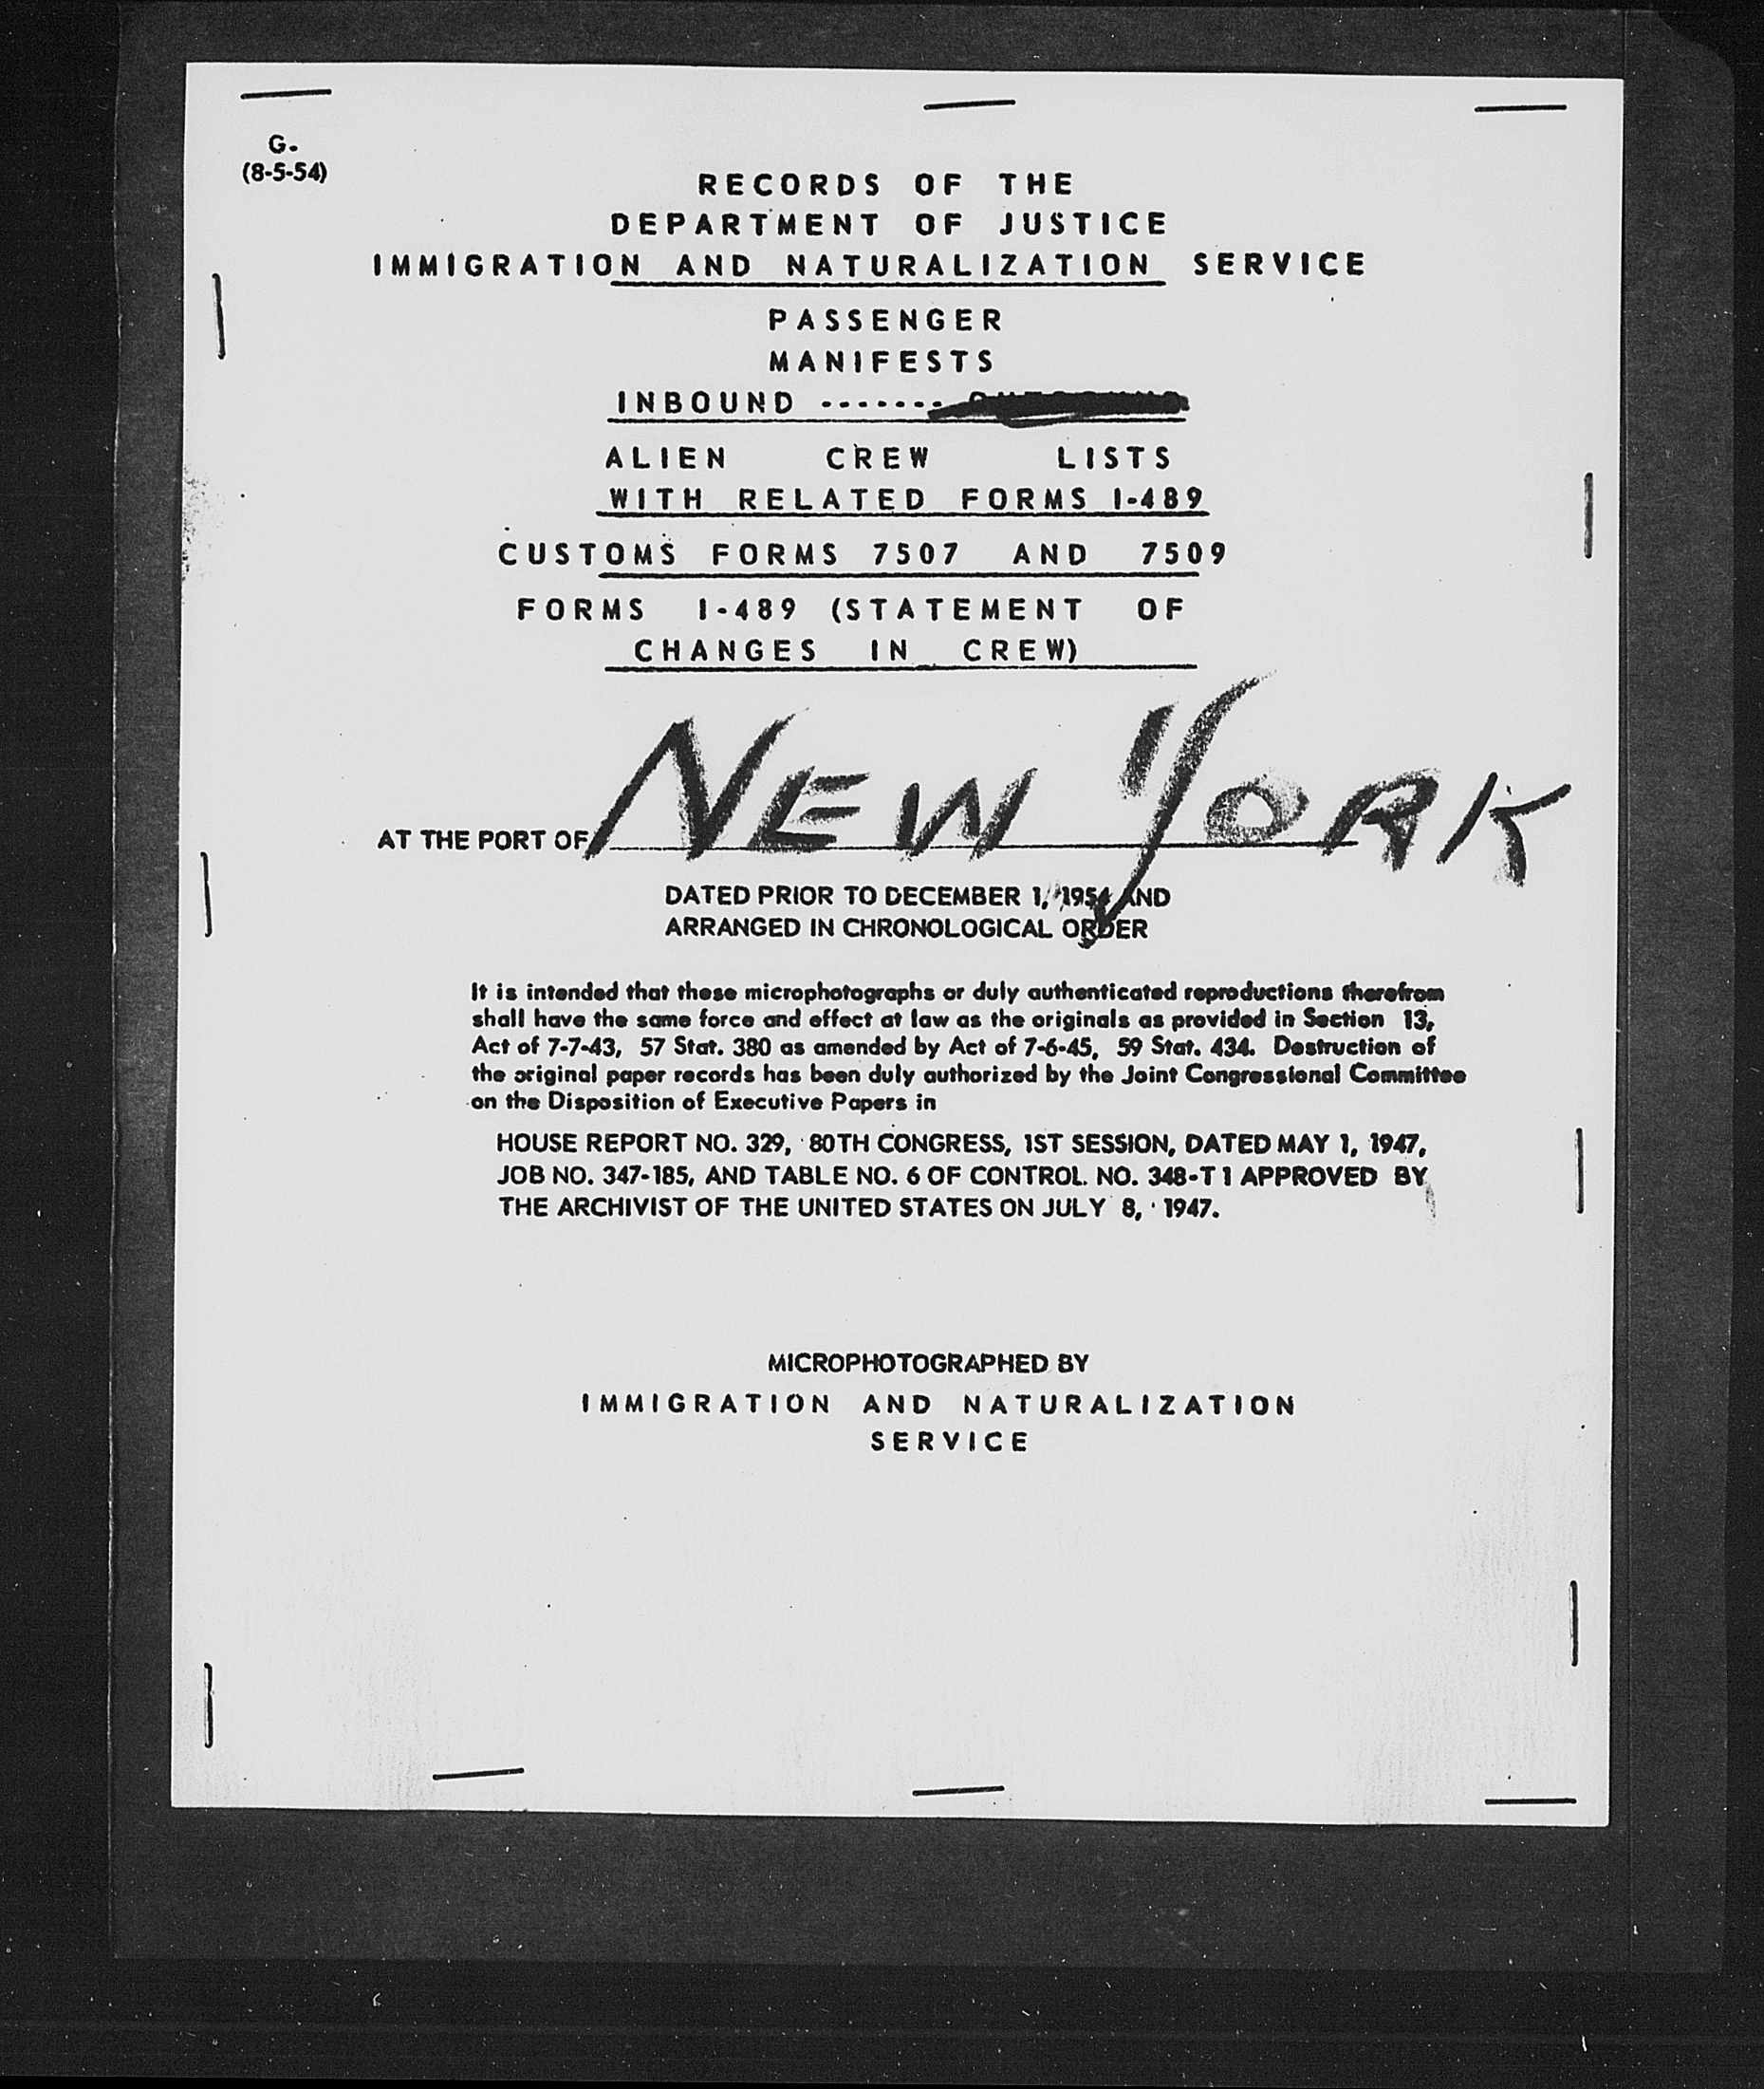 G.
(8-5-54)
RECORDS OF THE
DEPARTMENT OF JUSTICE
IMMIGRATION AND NATURALIZATION SERVICE
PASSENGER
MANIFESTS
INBOUND -------
ALIEN CREW LISTS
WITH RELATED FORMS I-489
CUSTOMS FORMS 7507 AND 7509
FORMS I-489 (STATEMENT OF
CHANGES IN CREW)
AT THE PORT OF NEW YORK
DATED PRIOR TO DECEMBER 1, 1954 AND
ARRANGED IN CHRONOLOGICAL ORDER
It is intended that these microphotographs or duly authenticated reproductions therefrom
shall have the same force and effect at law as the originals as provided in Section 13,
Act of 7-7-43, 57 Stat. 380 as amended by Act of 7-6-45, 59 Stat. 434. Destruction of
the original paper records has been duly authorized by the Joint Congressional Committee
on the Disposition of Executive Papers in
HOUSE REPORT NO. 329, 80TH CONGRESS, 1ST SESSION, DATED MAY 1, 1947,
JOB NO. 347-185, AND TABLE NO. 6 OF CONTROL NO. 348-T1 APPROVED BY
THE ARCHIVIST OF THE UNITED STATES ON JULY 8, 1947.
MICROPHOTOGRAPHED BY
IMMIGRATION AND NATURALIZATION
SERVICE